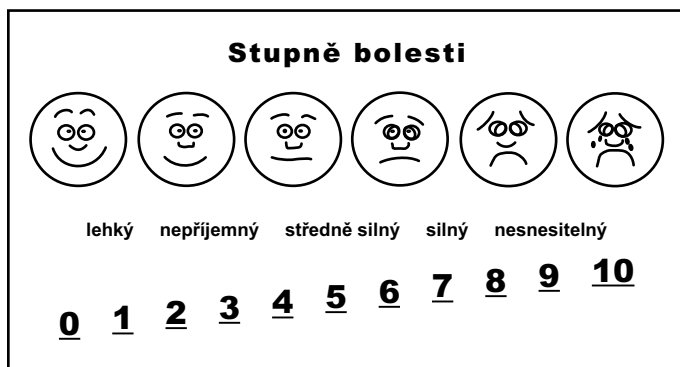 Stupně bolesti
lehký nepříjemný středně silný silný nesnesitelný
0 1 2 3 4 5 6 7 8 9 10